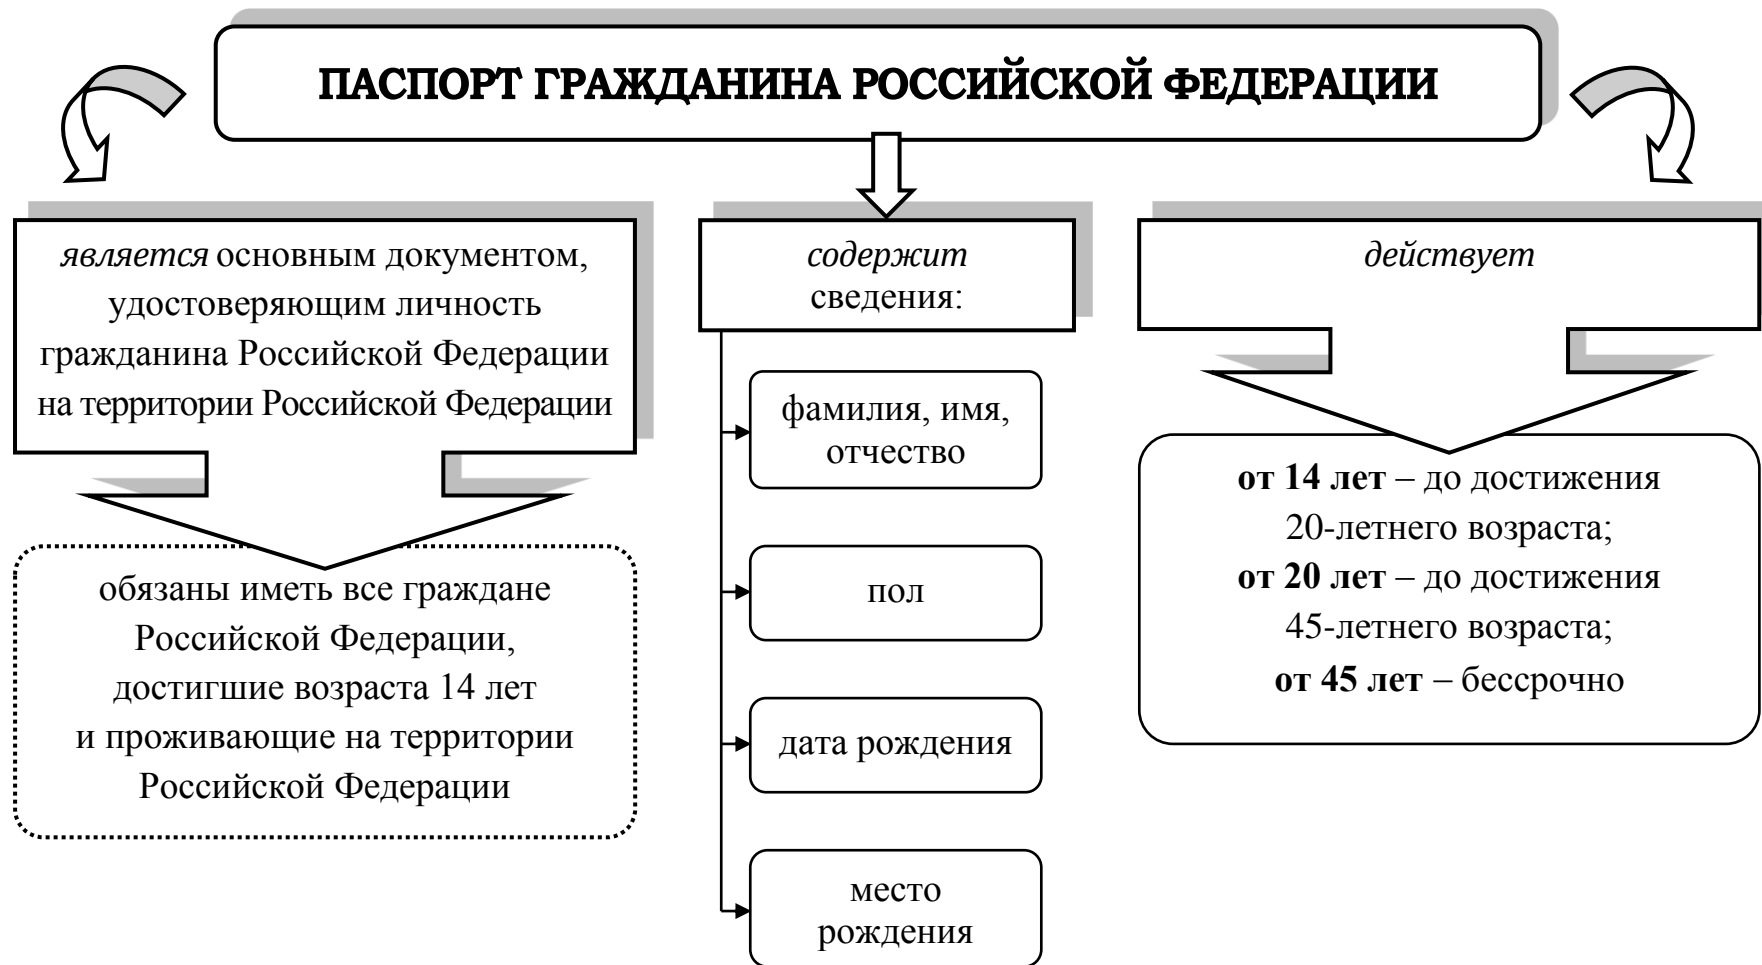 ПАСПОРТ ГРАЖДАНИНА РОССИЙСКОЙ ФЕДЕРАЦИИ
является основным документом,
удостоверяющим личность
гражданина Российской Федерации
на территории Российской Федерации
обязаны иметь все граждане
Российской Федерации,
достигшие возраста 14 лет
и проживающие на территории
Российской Федерации
содержит
сведения:
фамилия, имя,
отчество
пол
дата рождения
место
рождения
действует
от 14 лет – до достижения
20-летнего возраста;
от 20 лет – до достижения
45-летнего возраста;
от 45 лет – бессрочно